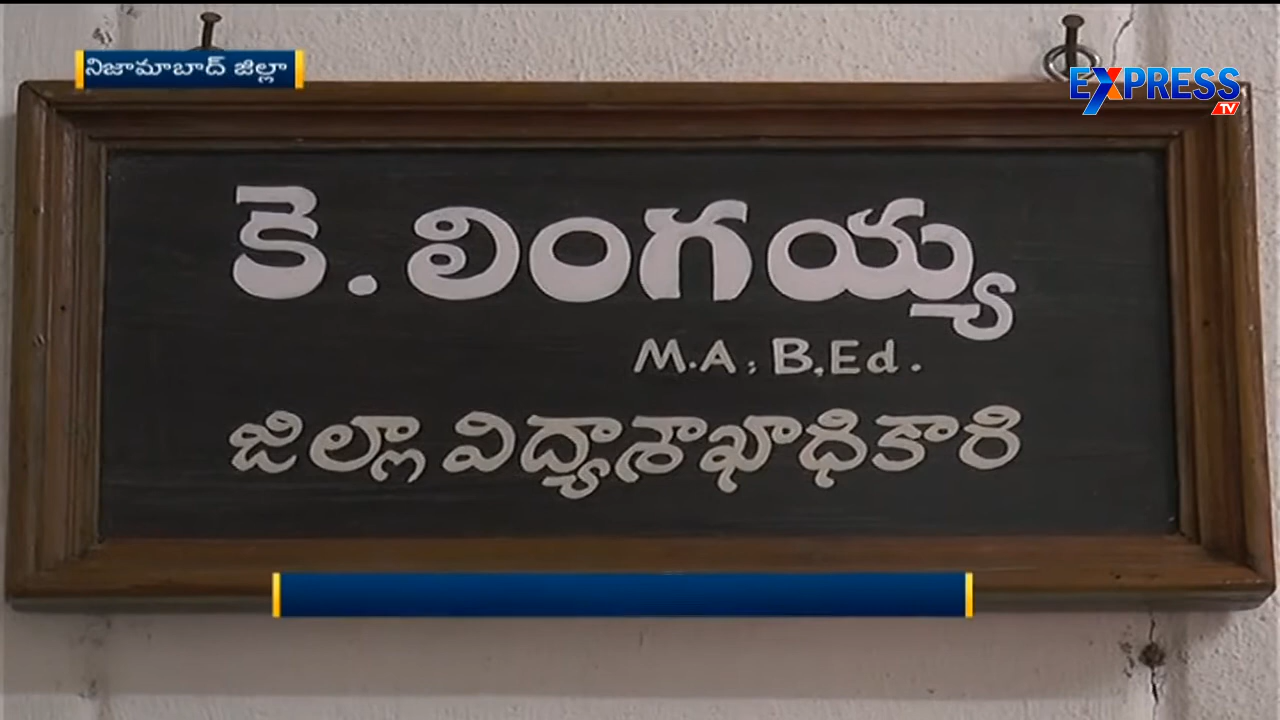 నిజామాబాద్ జిల్లా
EXPRESS TV
కె. లింగయ్య
M.A; B.Ed.
జిల్లా విద్యాశాఖాధికారి